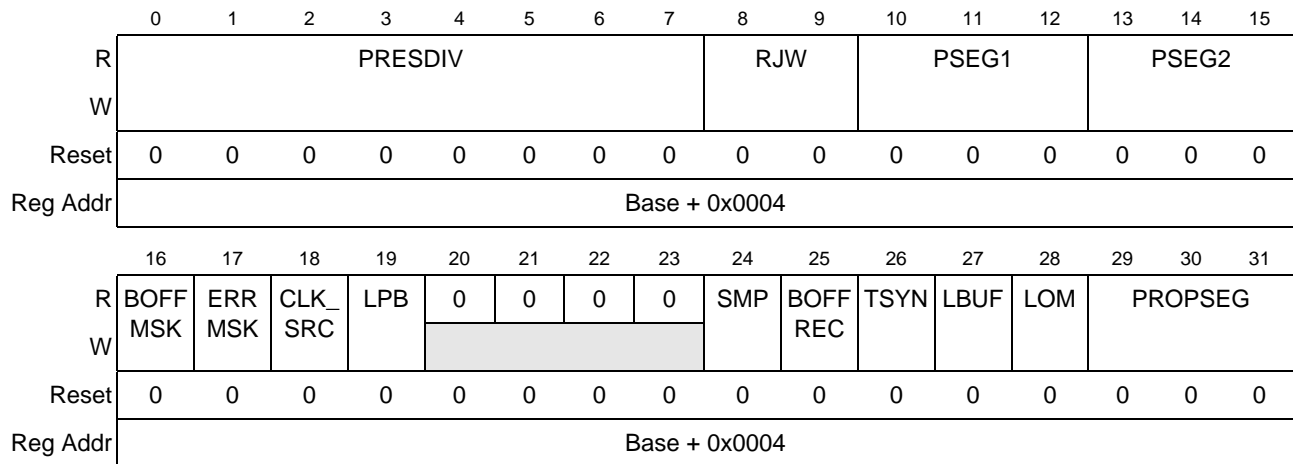 0 1 2 3 4 5 6 7 8 9 10 11 12 13 14 15
R PRESDIV RJW PSEG1 PSEG2
W
Reset 0 0 0 0 0 0 0 0 0 0 0 0 0 0 0 0
Reg Addr Base + 0x0004
16 17 18 19 20 21 22 23 24 25 26 27 28 29 30 31
R BOFF ERR CLK_ LPB 0 0 0 0 SMP BOFF TSYN LBUF LOM PROPSEG
MSK MSK SRC REC
W
Reset 0 0 0 0 0 0 0 0 0 0 0 0 0 0 0 0
Reg Addr Base + 0x0004